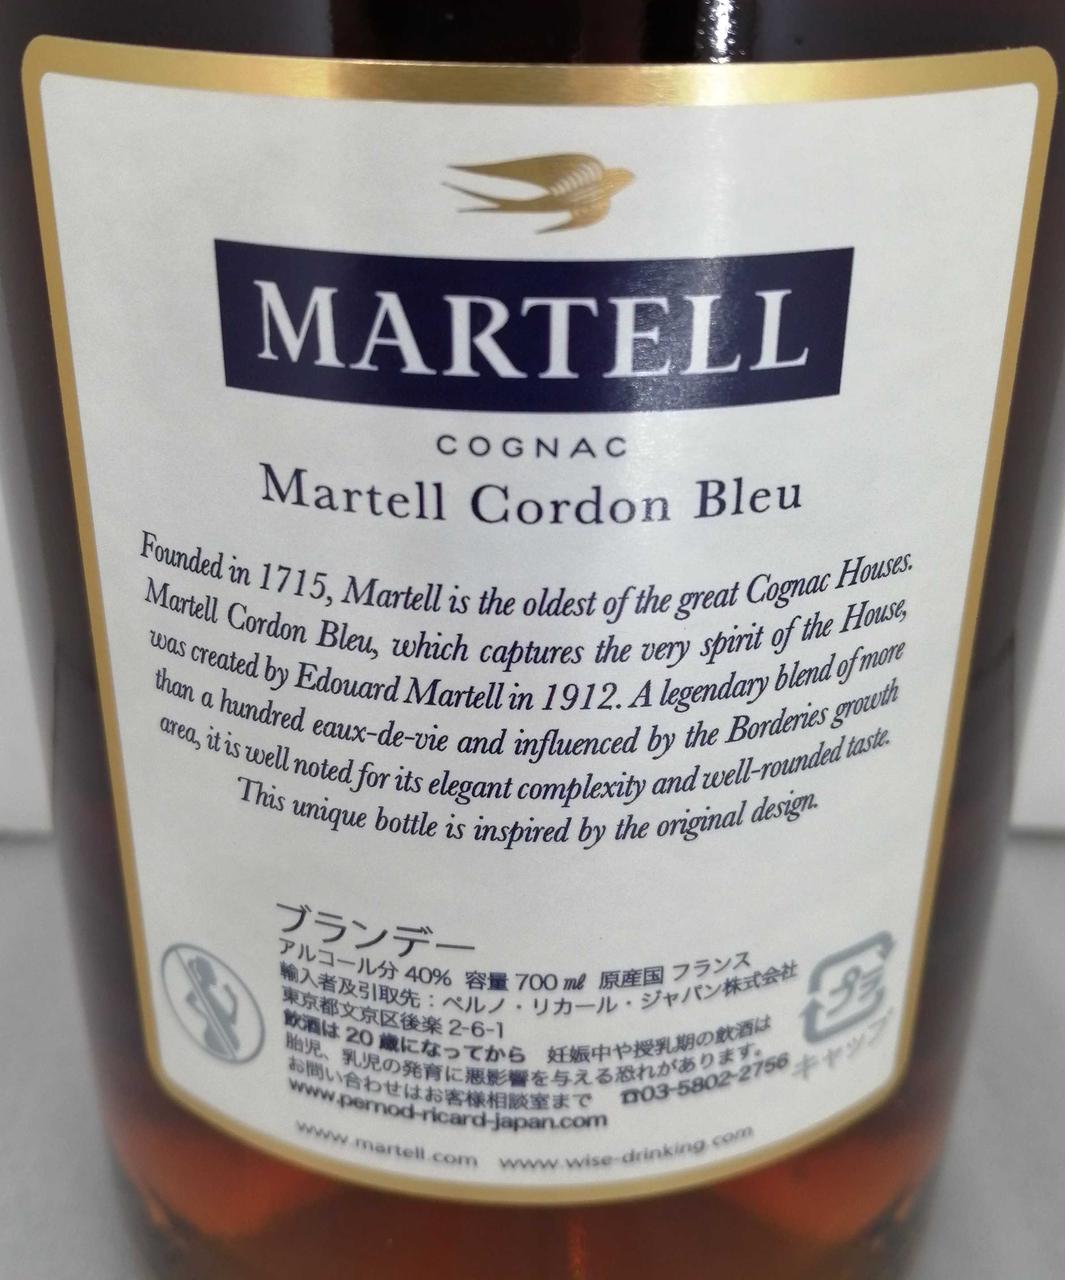 MARTELL
COGNAC
Martell Cordon Bleu
Founded in 1715, Martell is the oldest of the great Cognac Houses.
Martell Cordon Bleu, which captures the very spirit of the House,
was created by Edouard Martell in 1912. A legendary blend of more
than a hundred eaux-de-vie and influenced by the Borderies growth
area, it is well noted for its elegant complexity and well-rounded taste.
This unique bottle is inspired by the original design.
ブランデー
アルコール分 40% 容量 700 ㎖ 原産国 フランス
輸入者及引取先：ペルノ・リカール・ジャパン株式会社
東京都文京区後楽 2-6-1
飲酒は 20 歳になってから 妊娠中や授乳期の飲酒は
胎児、乳児の発育に悪影響を与える恐れがあります。
お問い合わせはお客様相談室まで ☎03-5802-2756
www.pernod-ricard-japan.com
プラ
キャップ
www.martell.com www.wise-drinking.com